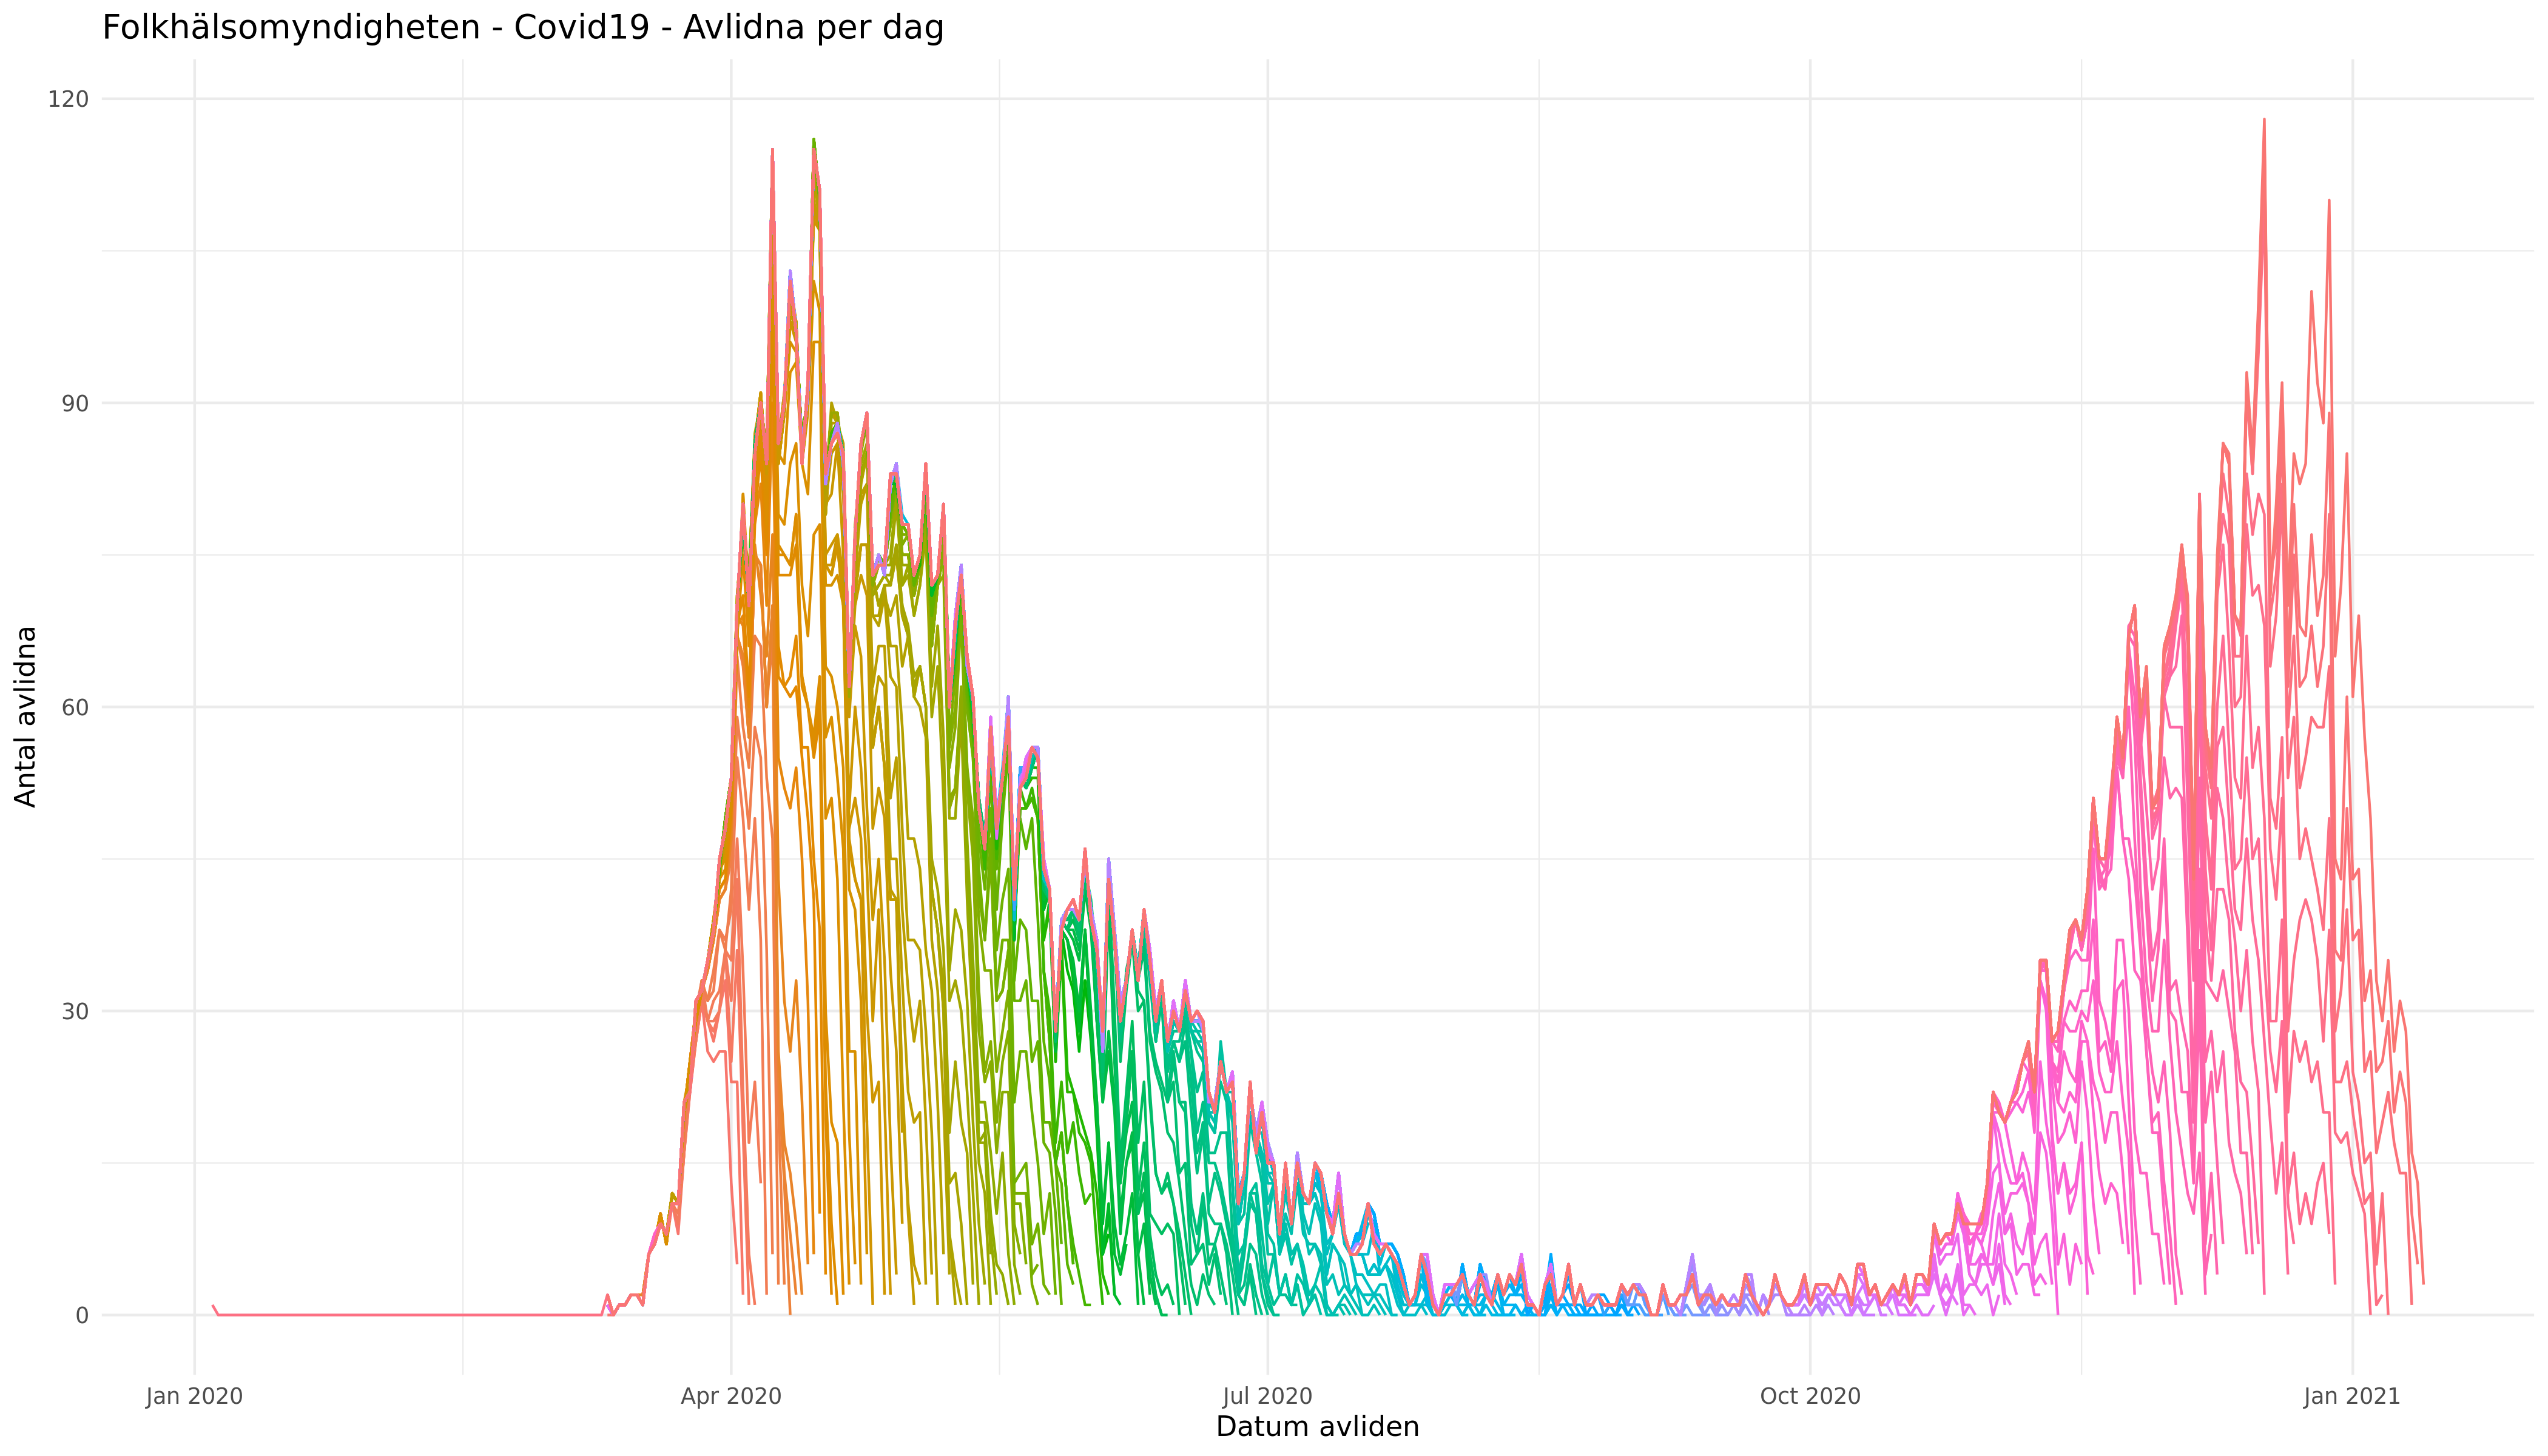 Folkhälsomyndigheten - Covid19 - Avlidna per dag
Antal avlidna
120
90
60
30
0
Jan 2020
Apr 2020
Jul 2020
Oct 2020
Jan 2021
Datum avliden